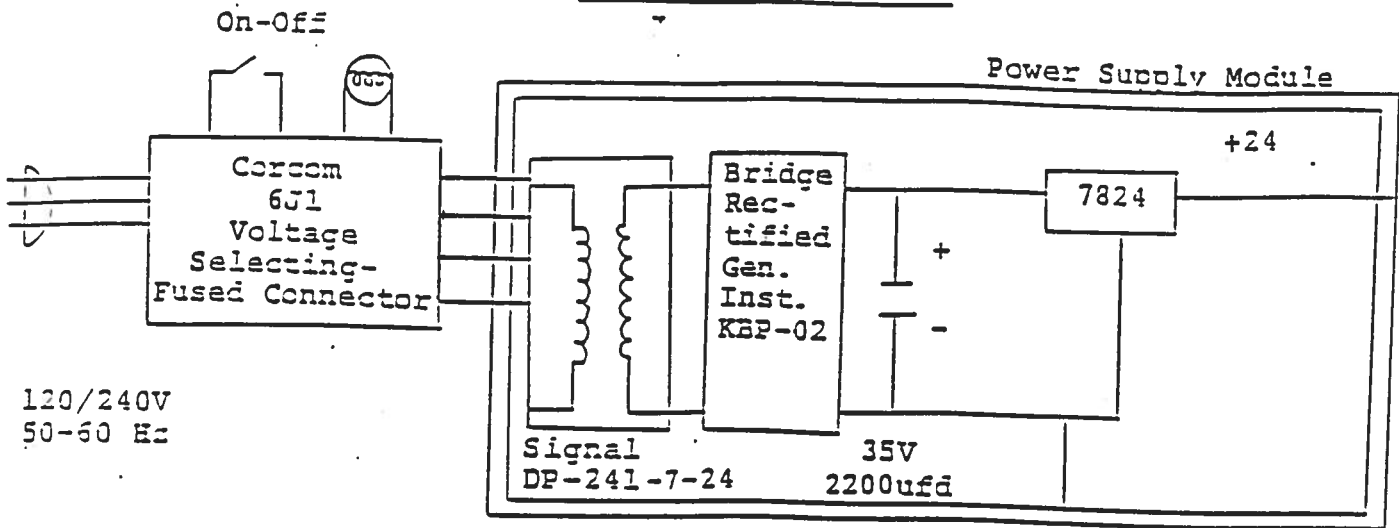 On-Off
Power Supply Module
+24
Corcom
6J1
Voltage
Selecting-
Fused Connector
Bridge
Rec-
tified
Gen.
Inst.
KBP-02
7824
+
-
120/240V
50-60 Hz
Signal
DP-241-7-24
35V
2200ufd